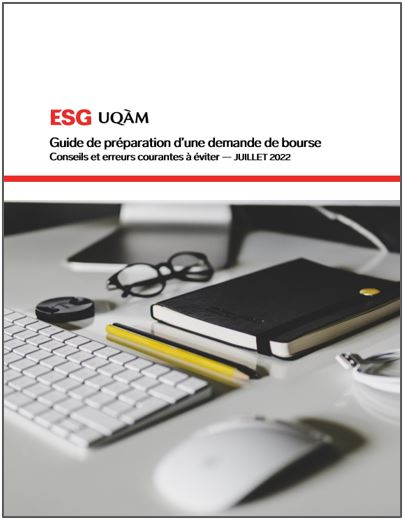 ESG UQÀM
Guide de préparation d'une demande de bourse
Conseils et erreurs courantes à éviter — JUILLET 2022